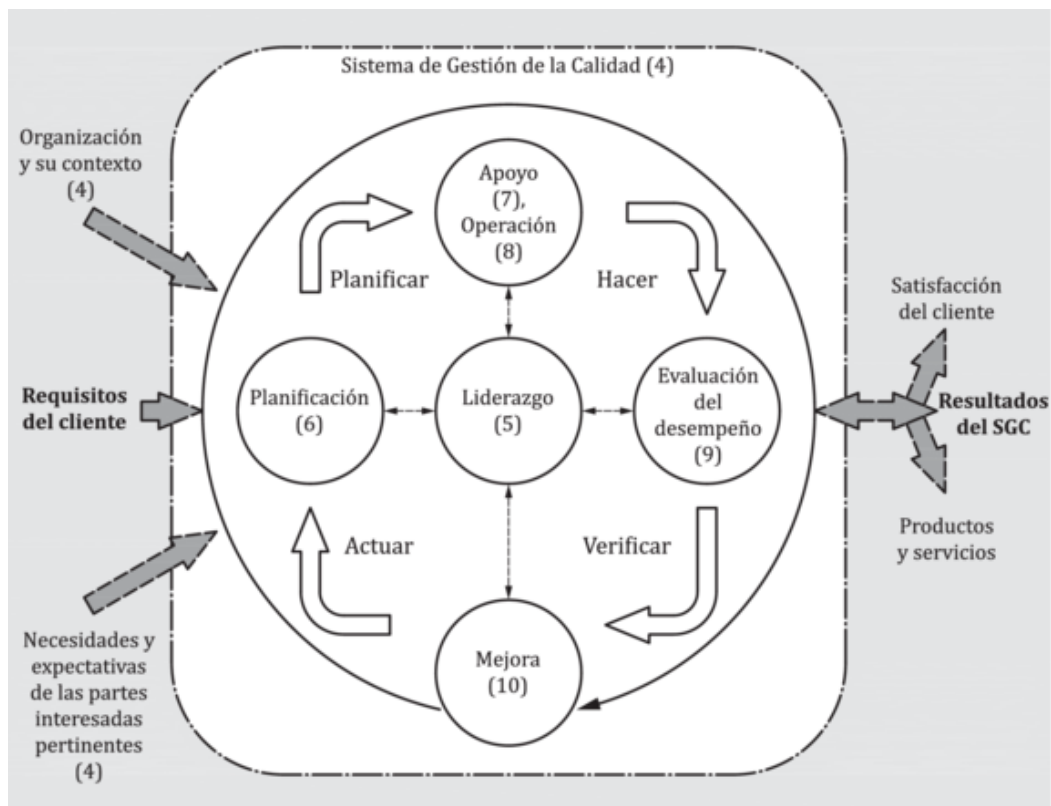 Sistema de Gestión de la Calidad (4)
Organización
y su contexto
(4)
Apoyo
(7),
Operación
(8)
Planificar
Hacer
Satisfacción
del cliente
Requisitos
del cliente
Planificación
(6)
Liderazgo
(5)
Evaluación
del
desempeño
(9)
Resultados
del SGC
Actuar
Verificar
Productos
y servicios
Necesidades y
expectativas
de las partes
interesadas
pertinentes
(4)
Mejora
(10)